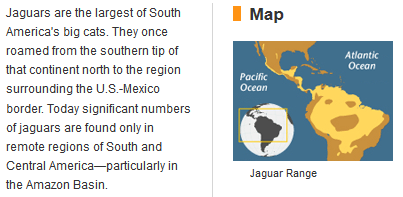 Jaguars are the largest of South
America's big cats. They once
roamed from the southern tip of
that continent north to the region
surrounding the U.S.-Mexico
border. Today significant numbers
of jaguars are found only in
remote regions of South and
Central America—particularly in
the Amazon Basin.
Map
Atlantic
Ocean
Pacific
Ocean
Jaguar Range